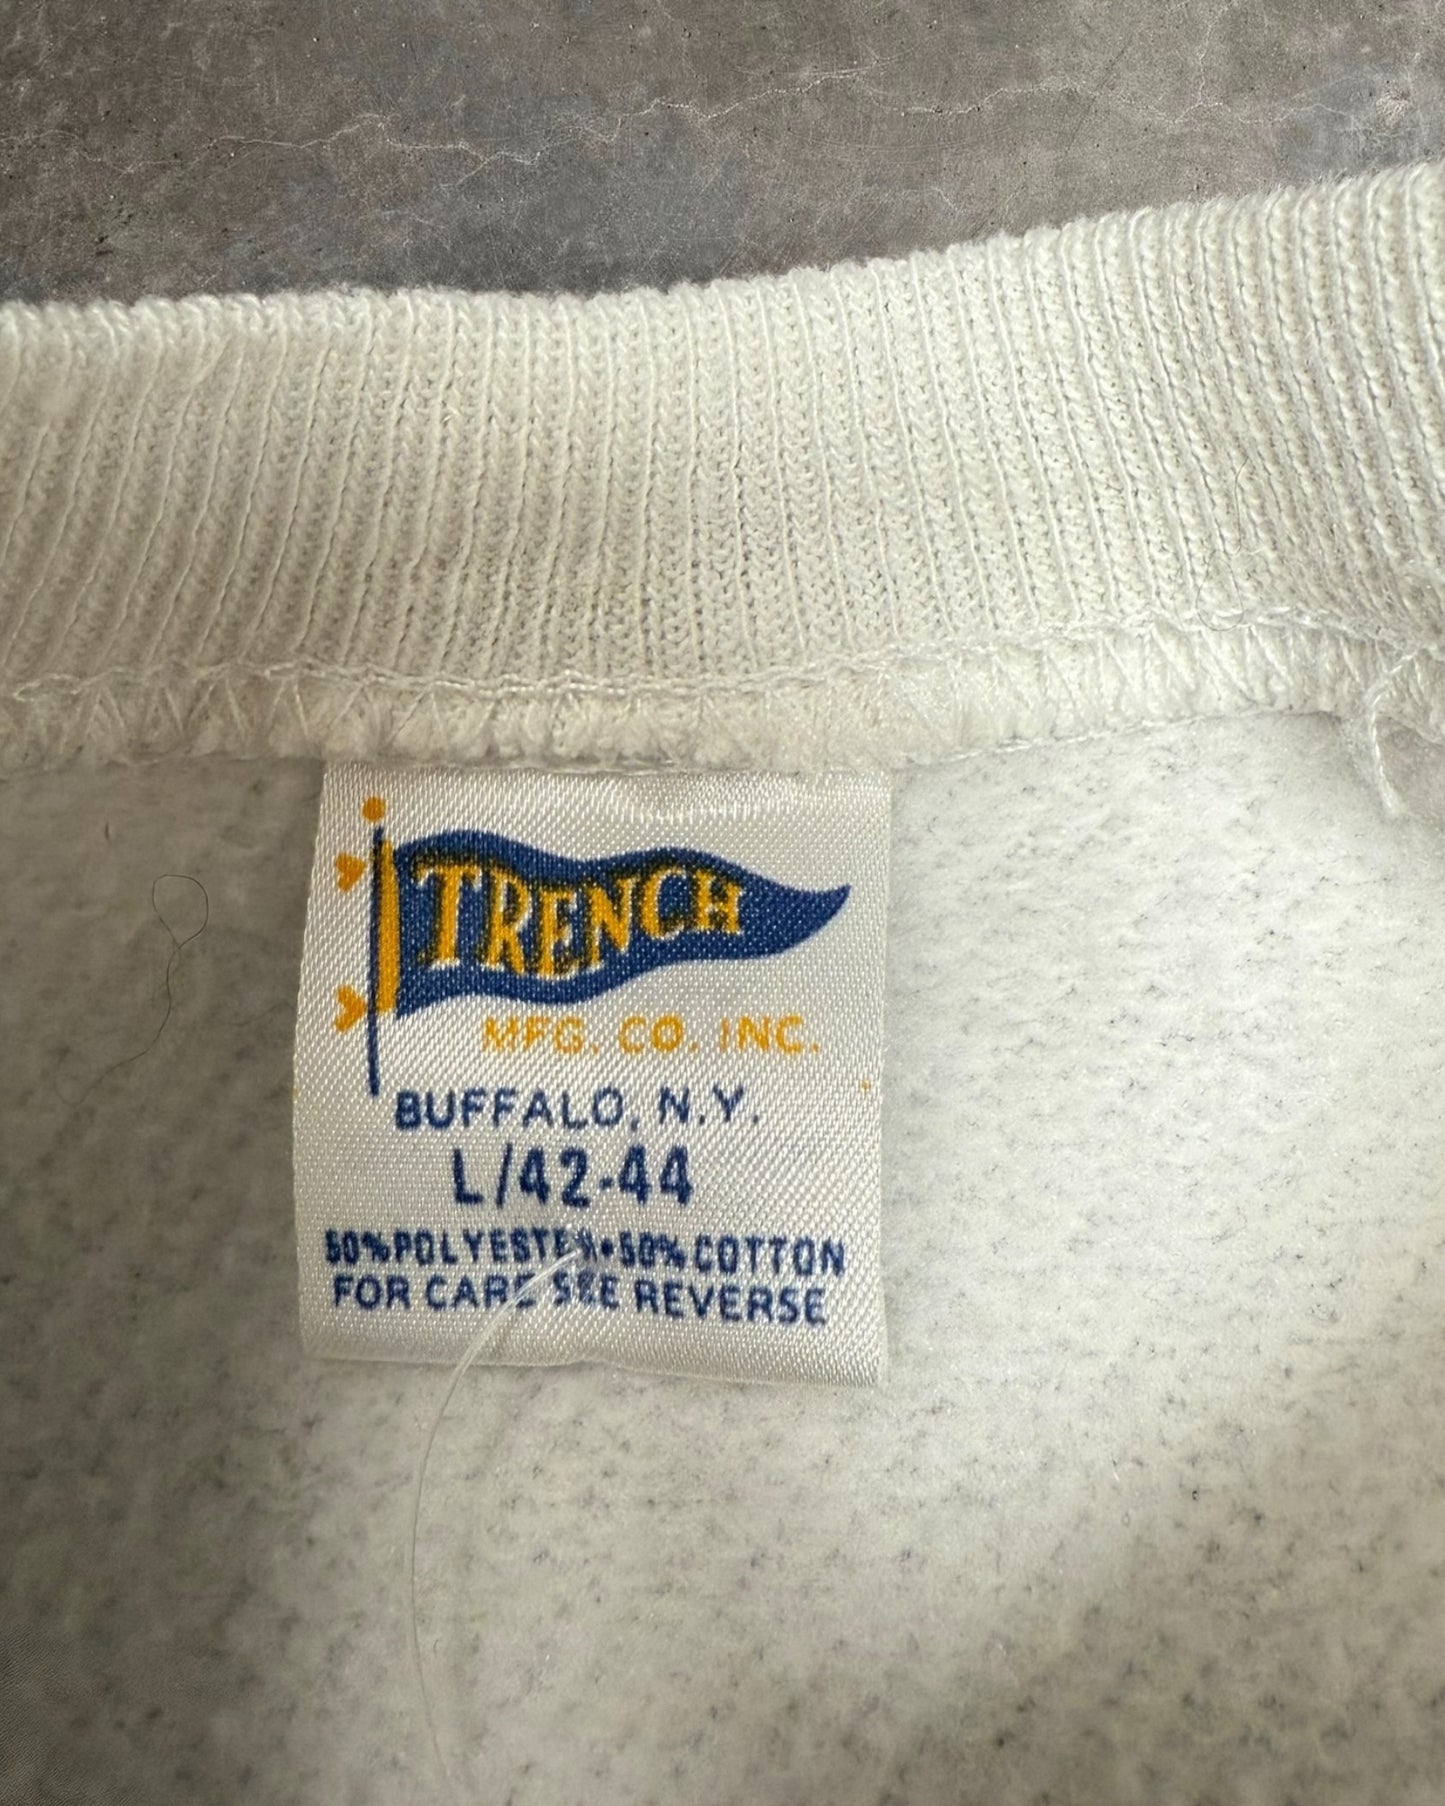 TRENCH
MFG. CO. INC.
BUFFALO, N.Y.
L/42-44
50%POLYESTER•50%COTTON
FOR CARE SEE REVERSE